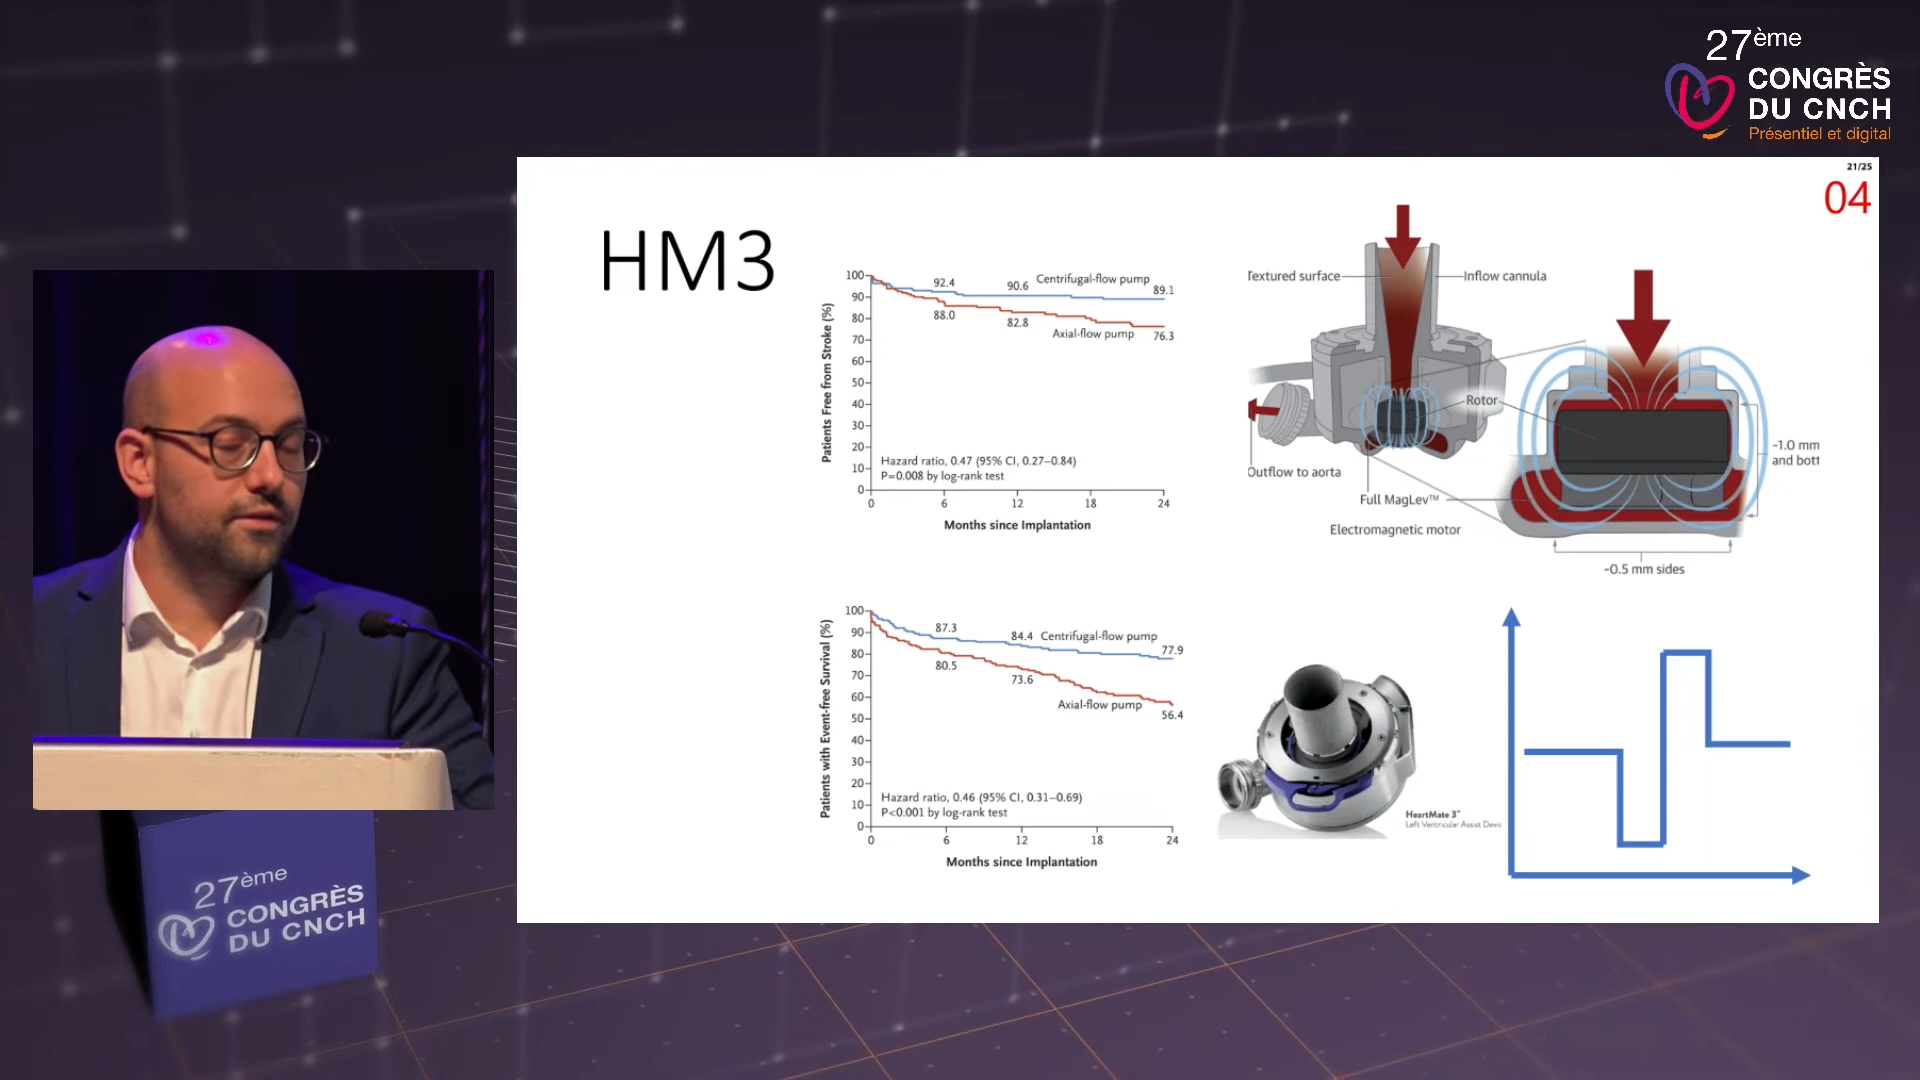 27ème
CONGRÈS
DU CNCH
Présentiel et digital
21/25
04
HM3
Patients Free from Stroke (%)
100
90
80
70
60
50
40
30
20
10
0
92.4
90.6
Centrifugal-flow pump
89.1
88.0
82.8
Axial-flow pump
76.3
Hazard ratio, 0.47 (95% CI, 0.27–0.84)
P=0.008 by log-rank test
0 6 12 18 24
Months since Implantation
Textured surface
Inflow cannula
Rotor
Outflow to aorta
Full MagLev™
Electromagnetic motor
~1.0 mm
and bott
~0.5 mm sides
Patients with Event-free Survival (%)
100
90
80
70
60
50
40
30
20
10
0
87.3
84.4 Centrifugal-flow pump
77.9
80.5
73.6
Axial-flow pump
56.4
Hazard ratio, 0.46 (95% CI, 0.31–0.69)
P<0.001 by log-rank test
0 6 12 18 24
Months since Implantation
HeartMate 3™
Left Ventricular Assist Devic
27ème
CONGRÈS
DU CNCH